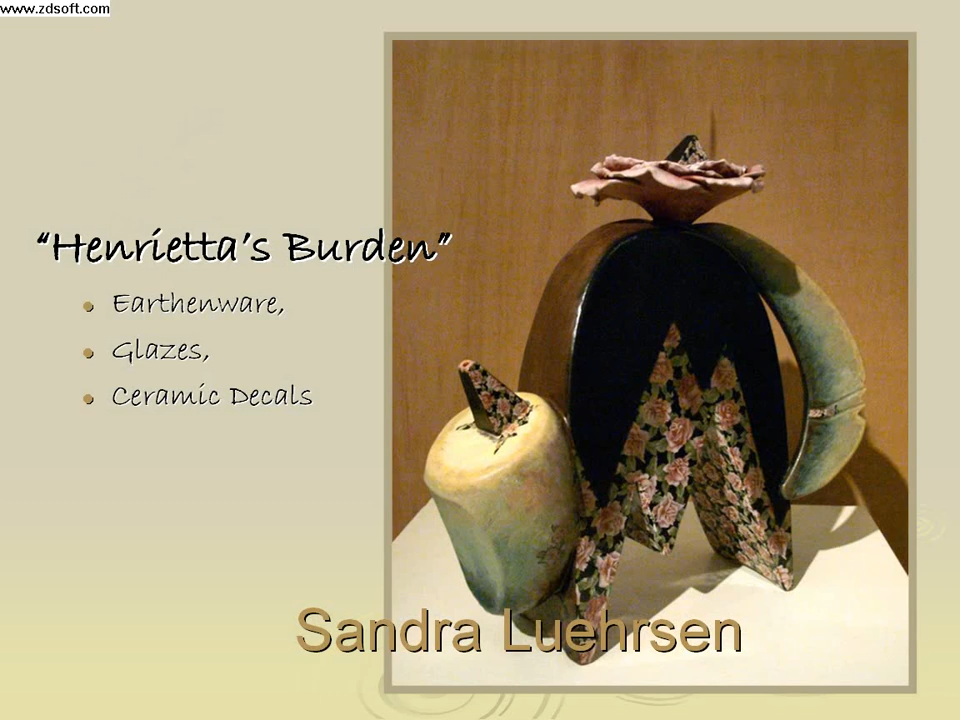 www.zdsoft.com
“Henrietta’s Burden”
Earthenware,
Glazes,
Ceramic Decals
Sandra Luehrsen